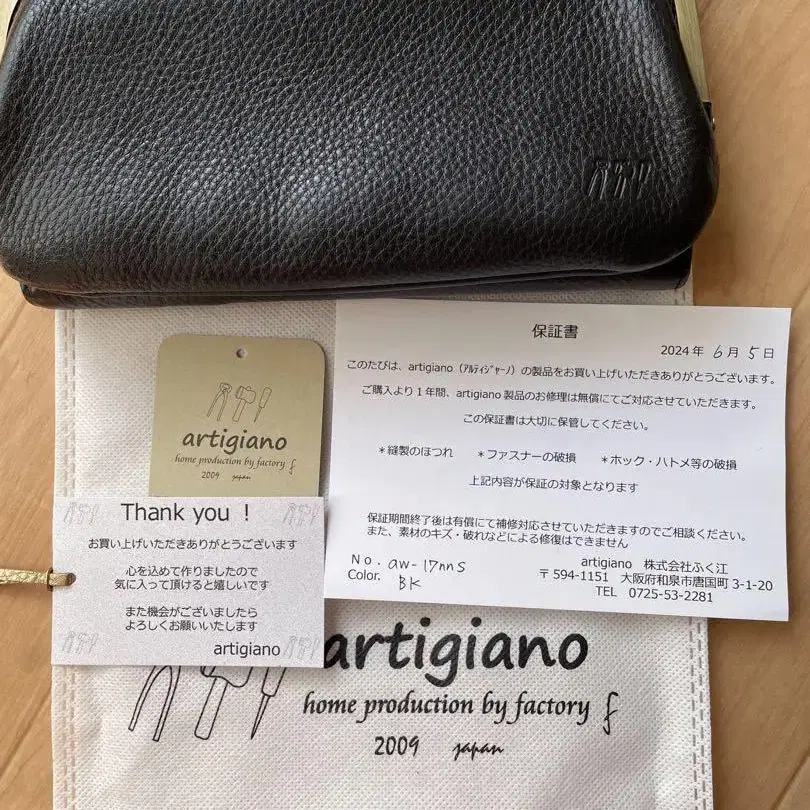 artigiano
home production by factory f
2009 japan
Thank you !
お買い上げいただきありがとうございます
心を込めて作りましたので
気に入って頂けると嬉しいです
また機会がございましたら
よろしくお願いいたします
artigiano
保証書
2024年 6月 5日
このたびは、artigiano（ｱﾙﾃｨｼﾞｬｰﾉ）の製品をお買い上げいただきありがとうございます。
ご購入より１年間、artigiano 製品のお修理は無償にてご対応させていただきます。
この保証書は大切に保管してください。
＊縫製のほつれ ＊ファスナーの破損 ＊ホック・ハトメ等の破損
上記内容が保証の対象となります
保証期間終了後は有償にて補修対応させていただきますのでご相談ください。
また、素材のキズ・破れなどによる修復はできません
No. aw-17nns
Color. BK
artigiano 株式会社ふく江
〒594-1151 大阪府和泉市唐国町 3-1-20
TEL 0725-53-2281
artigiano
home production by factory f
2009 japan